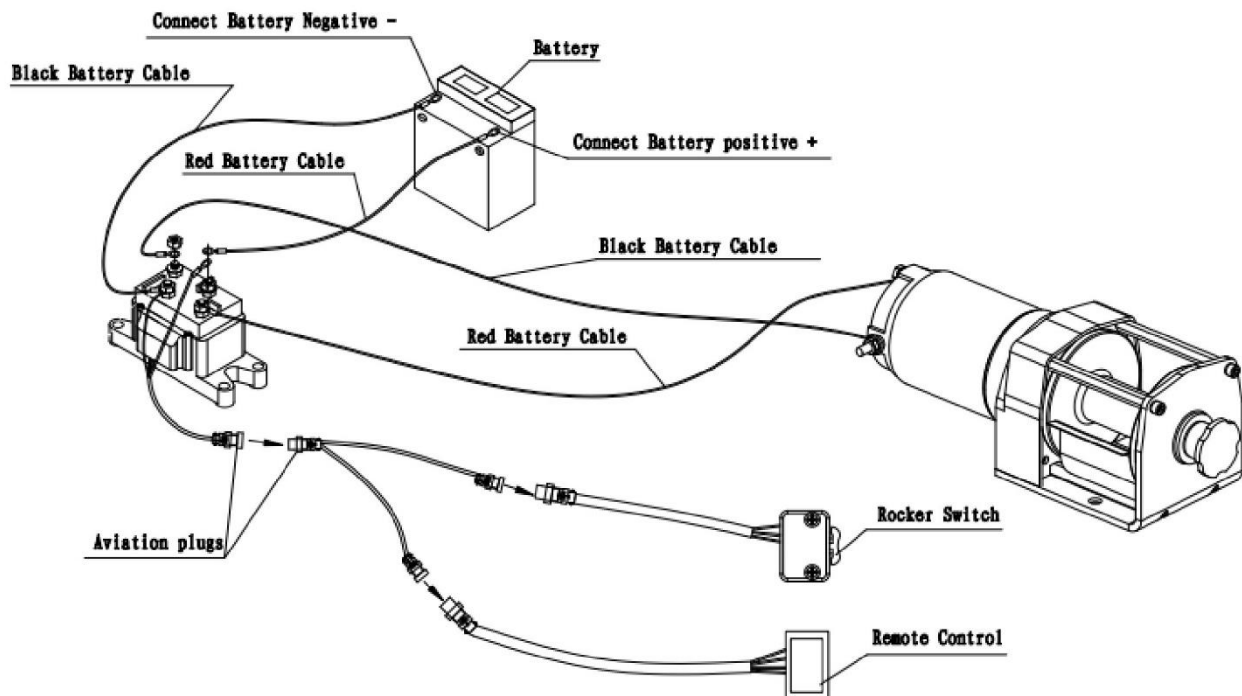 Connect Battery Negative -
Battery
Black Battery Cable
Connect Battery positive +
Red Battery Cable
Black Battery Cable
Red Battery Cable
Aviation plugs
Rocker Switch
Remote Control